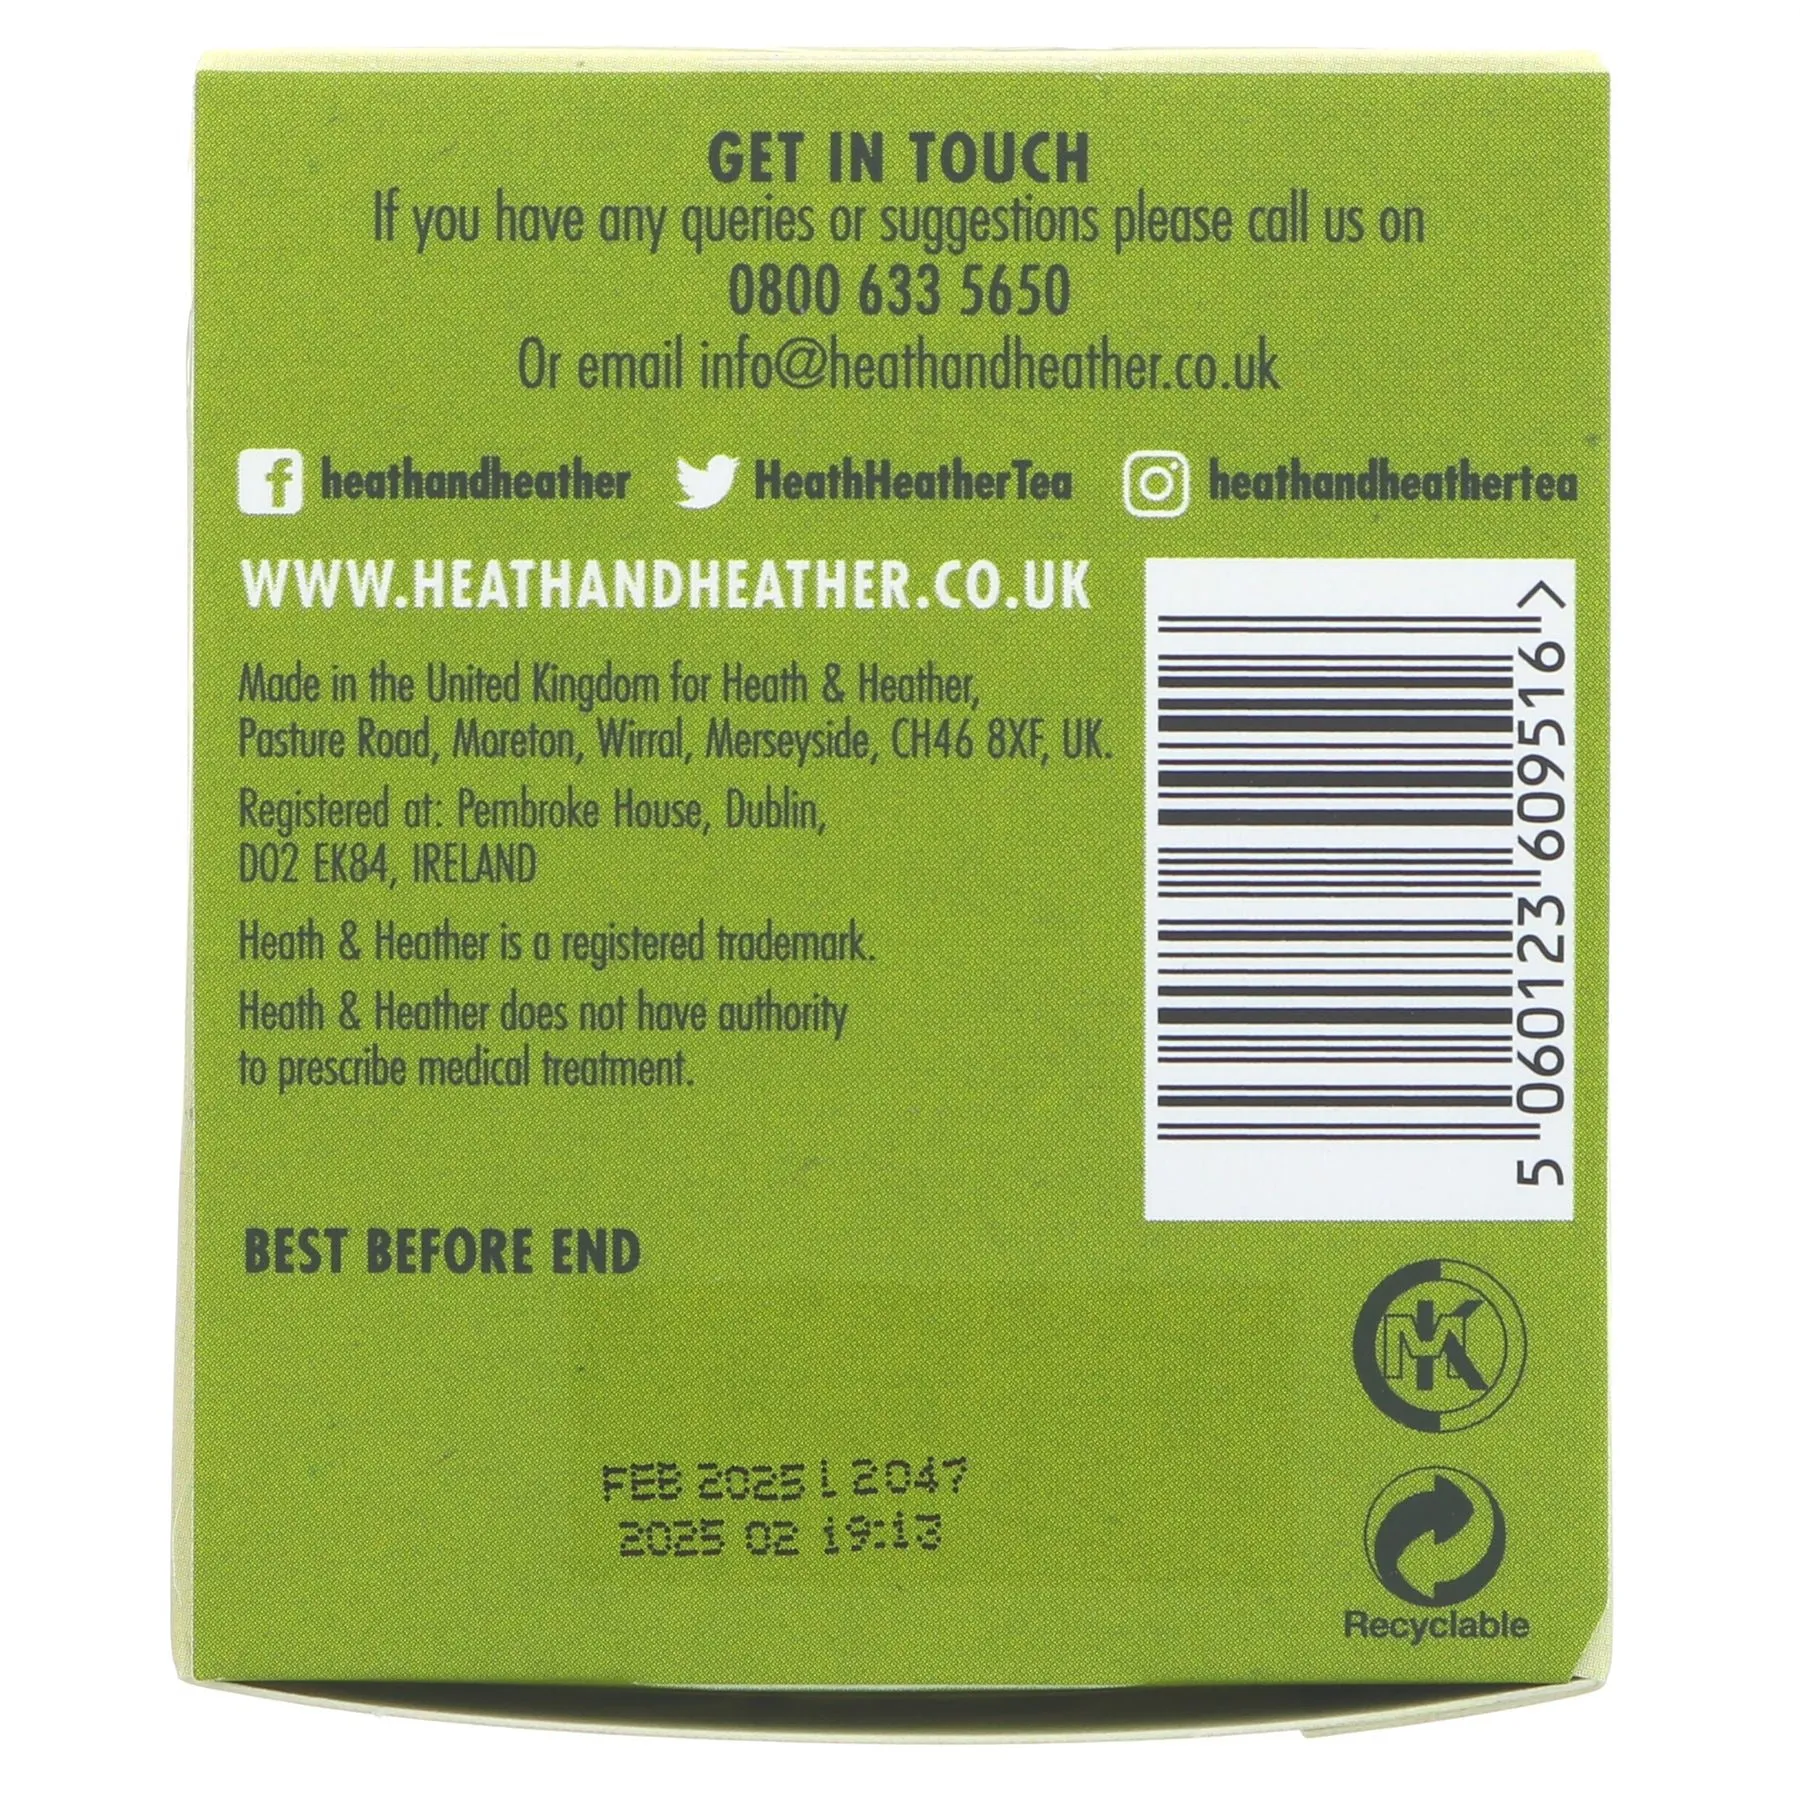 GET IN TOUCH
If you have any queries or suggestions please call us on
0800 633 5650
Or email info@heathandheather.co.uk
heathandheather HeathHeatherTea heathandheathertea
WWW.HEATHANDHEATHER.CO.UK
Made in the United Kingdom for Heath & Heather,
Pasture Road, Moreton, Wirral, Merseyside, CH46 8XF, UK.
Registered at: Pembroke House, Dublin,
D02 EK84, IRELAND
Heath & Heather is a registered trademark.
Heath & Heather does not have authority
to prescribe medical treatment.
5 060123 609516 >
BEST BEFORE END
MK
FEB 2025 L 2047
2025 02 19:13
Recyclable